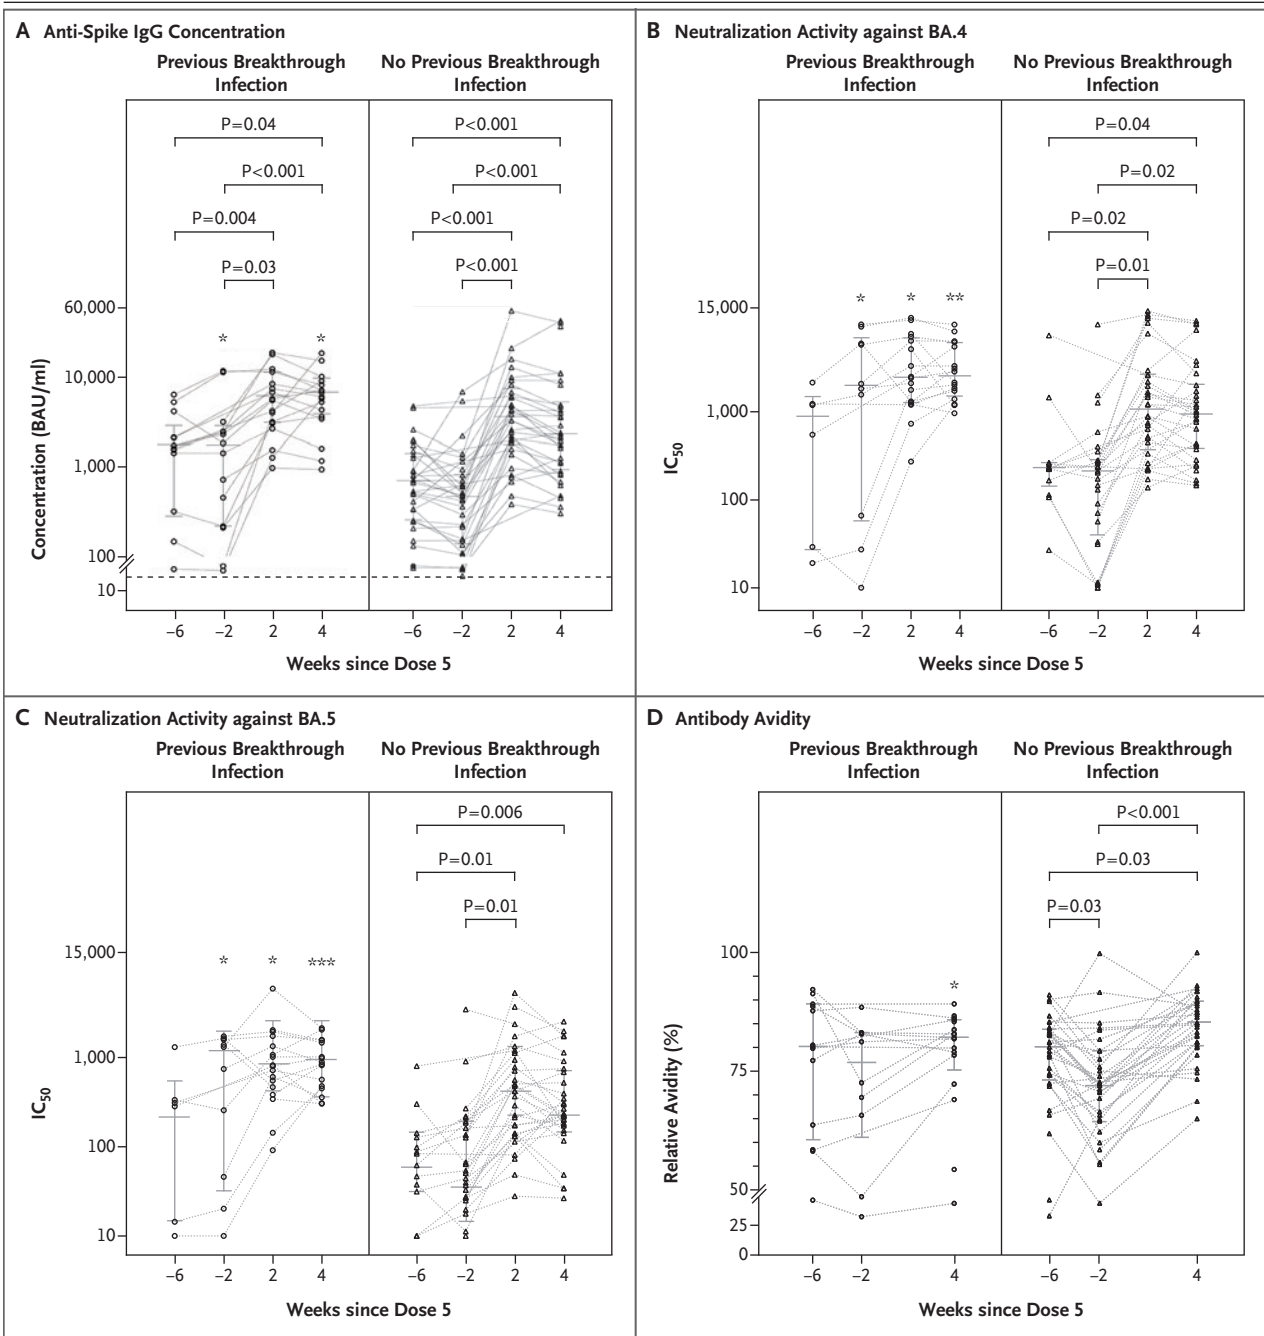 A Anti-Spike IgG Concentration
Previous Breakthrough
Infection
No Previous Breakthrough
Infection
P=0.04
P<0.001
P<0.001
P<0.001
P=0.004
P<0.001
P=0.03
P<0.001
*
*
Concentration (BAU/ml)
60,000
10,000
1,000
100
10
–6
–2
2
4
–6
–2
2
4
Weeks since Dose 5
B Neutralization Activity against BA.4
Previous Breakthrough
Infection
No Previous Breakthrough
Infection
P=0.04
P=0.02
P=0.02
P=0.01
*
*
**
IC50
15,000
1,000
100
10
–6
–2
2
4
–6
–2
2
4
Weeks since Dose 5
C Neutralization Activity against BA.5
Previous Breakthrough
Infection
No Previous Breakthrough
Infection
P=0.006
P=0.01
P=0.01
*
*
***
IC50
15,000
1,000
100
10
–6
–2
2
4
–6
–2
2
4
Weeks since Dose 5
D Antibody Avidity
Previous Breakthrough
Infection
No Previous Breakthrough
Infection
P<0.001
P=0.03
P=0.03
*
Relative Avidity (%)
100
75
50
25
0
–6
–2
4
–6
–2
4
Weeks since Dose 5